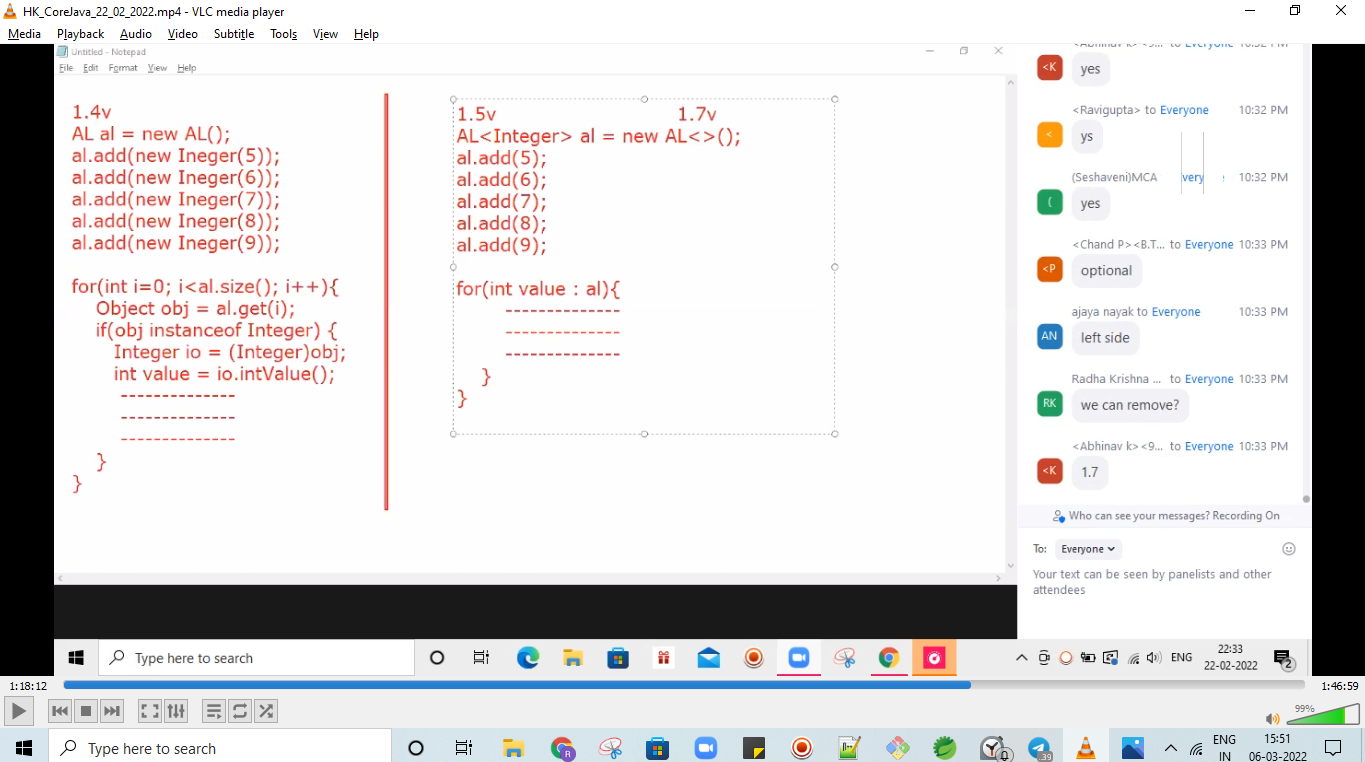 HK_CoreJava_22_02_2022.mp4 - VLC media player
Media Playback Audio Video Subtitle Tools View Help
Untitled - Notepad
File Edit Format View Help
1.4v
AL al = new AL();
al.add(new Ineger(5));
al.add(new Ineger(6));
al.add(new Ineger(7));
al.add(new Ineger(8));
al.add(new Ineger(9));
for(int i=0; i<al.size(); i++){
Object obj = al.get(i);
if(obj instanceof Integer) {
Integer io = (Integer)obj;
int value = io.intValue();
--------------
--------------
--------------
}
}
1.5v 1.7v
AL<Integer> al = new AL<>();
al.add(5);
al.add(6);
al.add(7);
al.add(8);
al.add(9);
for(int value : al){
--------------
--------------
--------------
}
}
<K
yes
<Ravigupta> to Everyone 10:32 PM
<
ys
(Seshaveni)MCA very 10:32 PM
(
yes
<Chand P><B.T... to Everyone 10:33 PM
<P
optional
ajaya nayak to Everyone 10:33 PM
AN
left side
Radha Krishna ... to Everyone 10:33 PM
RK
we can remove?
<Abhinav k><9... to Everyone 10:33 PM
<K
1.7
Who can see your messages? Recording On
To: Everyone
Your text can be seen by panelists and other
attendees
Type here to search
ENG
22:33
22-02-2022
2
1:18:12
1:46:59
99%
Type here to search
R
39
ENG
IN
15:51
06-03-2022